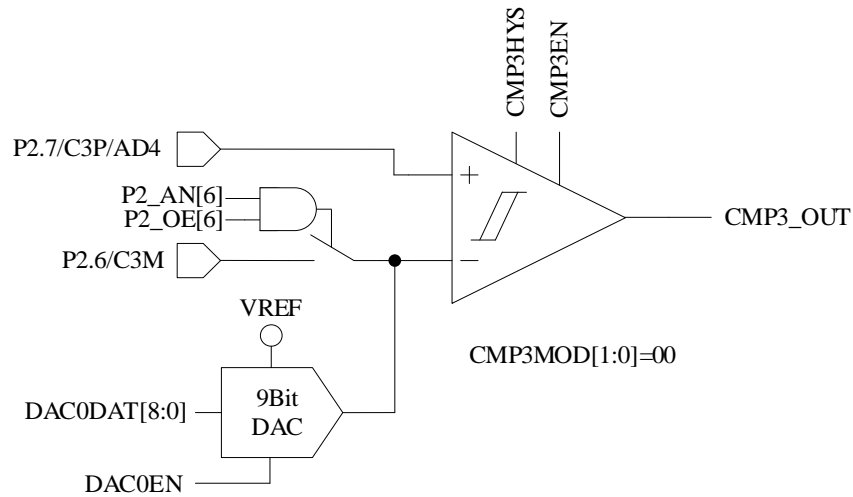 CMP3HYS
CMP3EN
P2.7/C3P/AD4
+
P2_AN[6]
P2_OE[6]
CMP3_OUT
P2.6/C3M
−
VREF
CMP3MOD[1:0]=00
9Bit
DAC
DAC0DAT[8:0]
DAC0EN